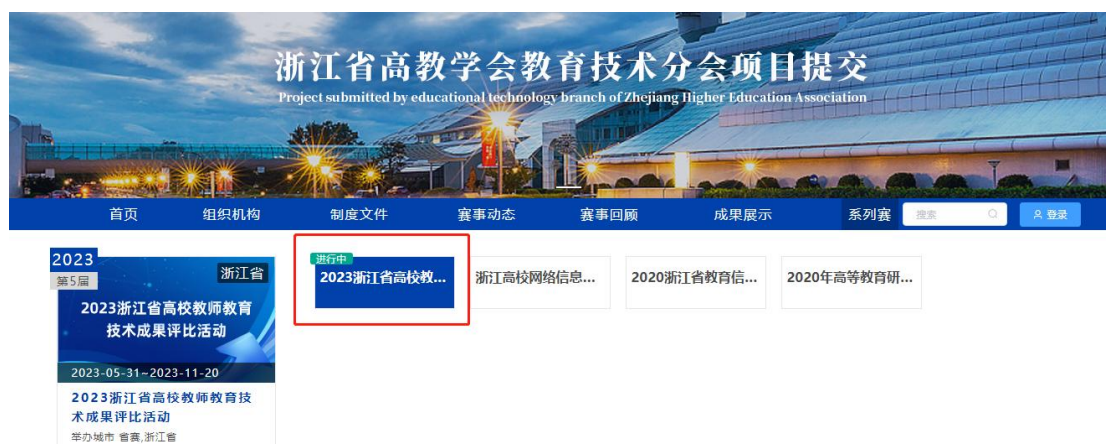 浙江省高教学会教育技术分会项目提交
Project submitted by educational technology branch of Zhejiang Higher Education Association
首页 组织机构 制度文件 赛事动态 赛事回顾 成果展示 系列赛 搜索 登录
2023
第5届
浙江省
2023浙江省高校教师教育
技术成果评比活动
2023-05-31~2023-11-20
2023浙江省高校教师教育技
术成果评比活动
举办城市 省赛,浙江省
进行中
2023浙江省高校教...
浙江高校网络信息...
2020浙江省教育信...
2020年高等教育研...